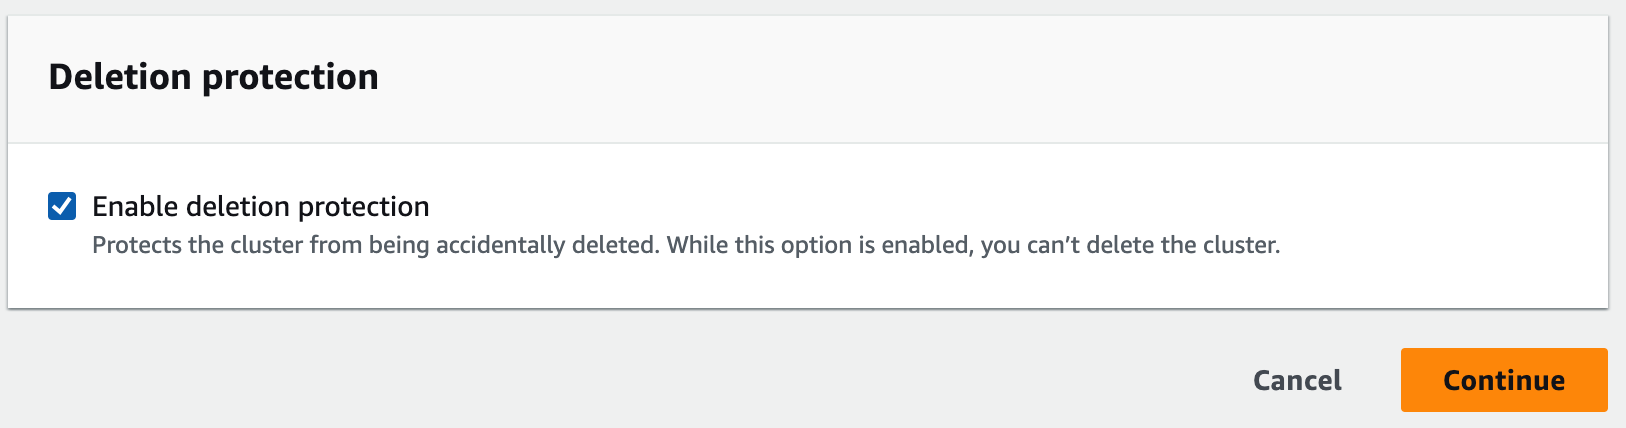 Deletion protection
Enable deletion protection
Protects the cluster from being accidentally deleted. While this option is enabled, you can’t delete the cluster.
Cancel
Continue